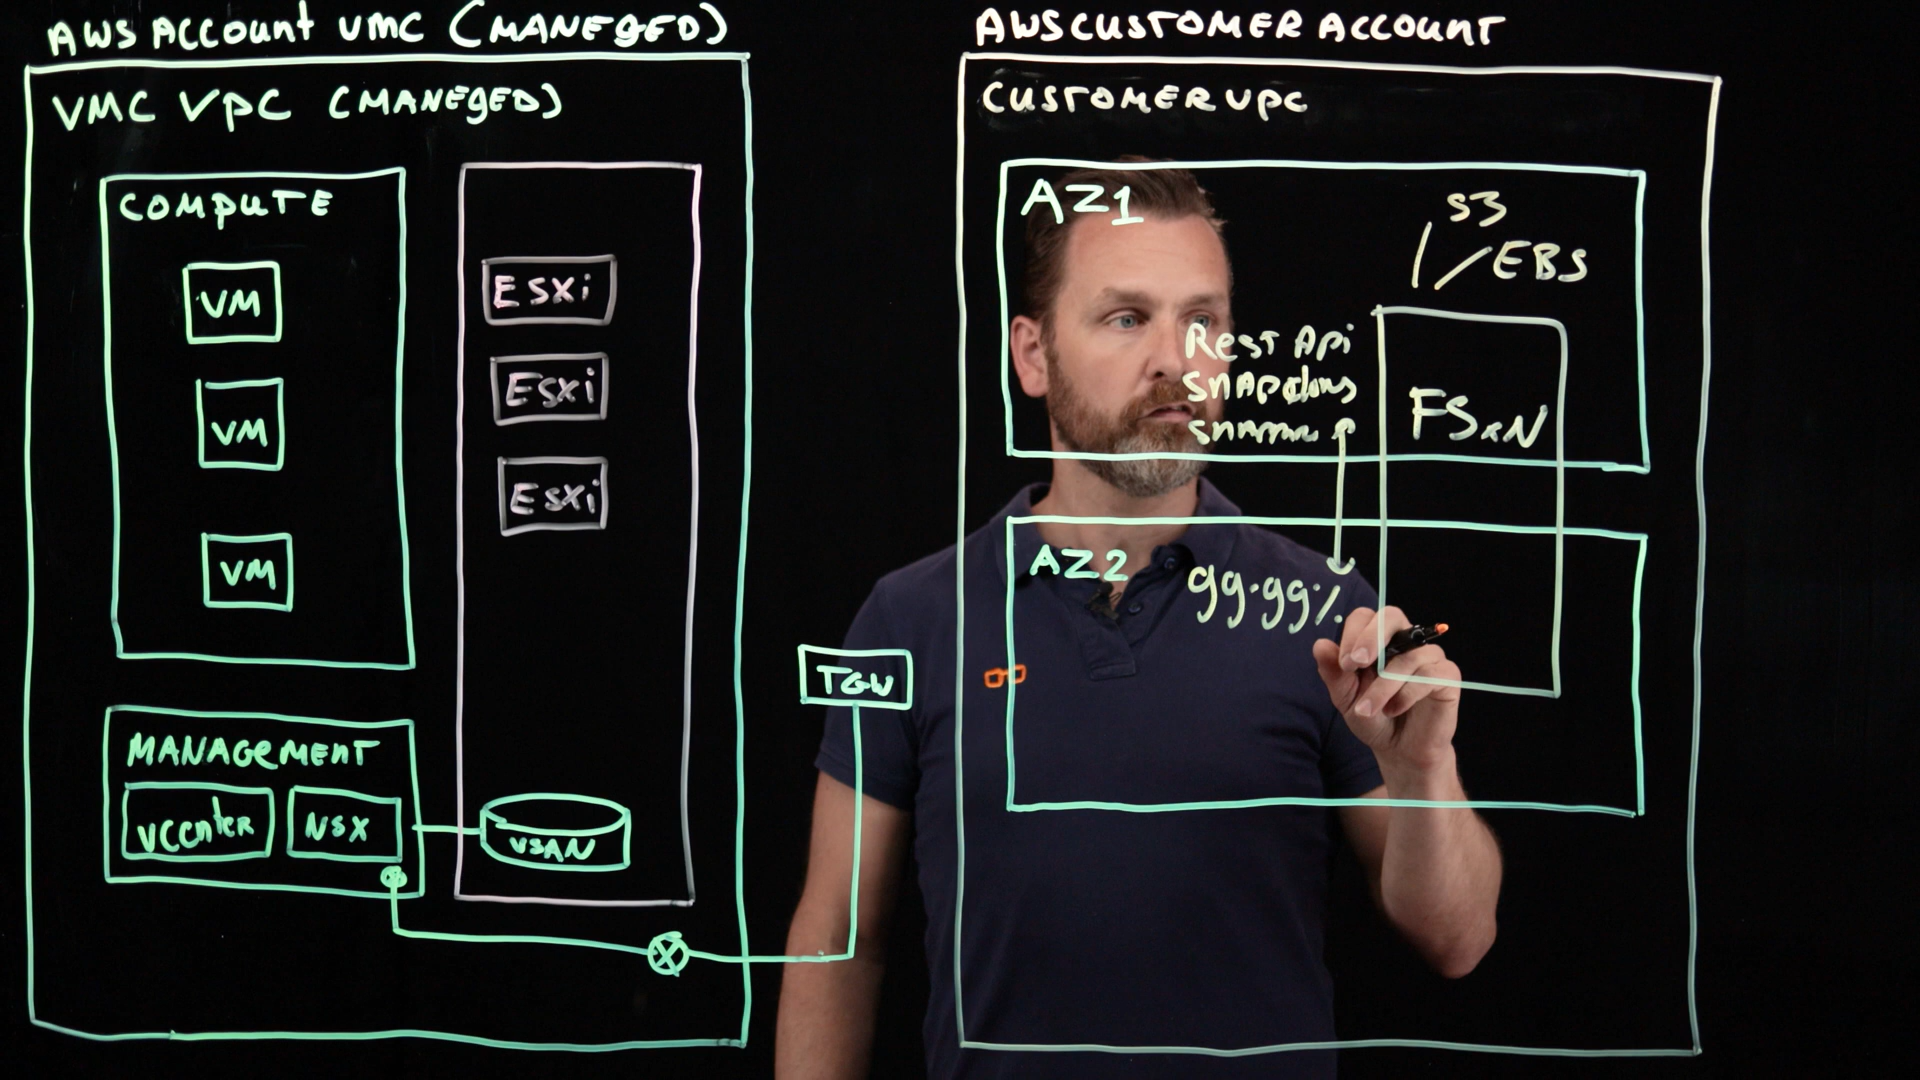 AWS ACCOUNT VMC (MANEGED)
VMC VPC (MANEGED)
COMPUTE
VM
VM
VM
ESXi
ESXi
ESXi
MANAGEMENT
VCENTER
NSX
VSAN
TGW
AWS CUSTOMER ACCOUNT
CUSTOMER VPC
AZ1
S3
/ / EBS
REST Api
FSxN
AZ2
99.99%